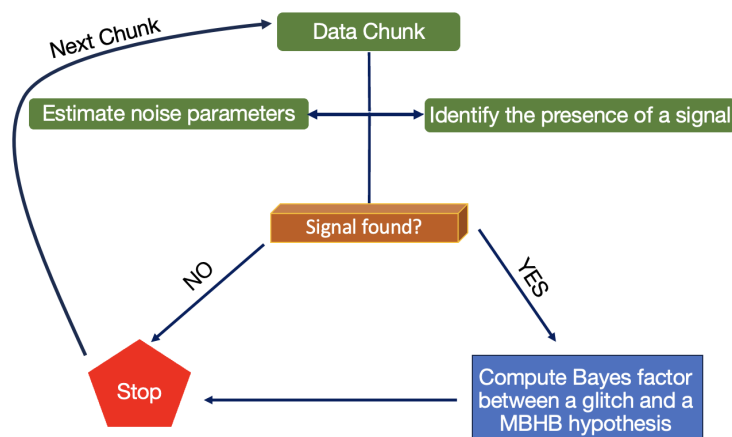 Next Chunk
Data Chunk
Estimate noise parameters
Identify the presence of a signal
Signal found?
NO
YES
Stop
Compute Bayes factor
between a glitch and a
MBHB hypothesis